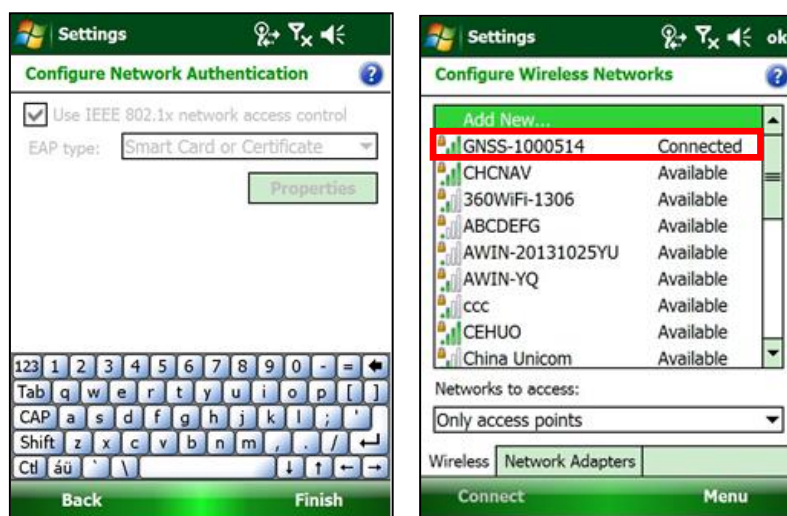 Settings
Configure Network Authentication
Use IEEE 802.1x network access control
EAP type: Smart Card or Certificate
Properties
123 1 2 3 4 5 6 7 8 9 0 - =
Tab q w e r t y u i o p [ ]
CAP a s d f g h j k l ; '
Shift z x c v b n m , . /
Ctl áü ` \
Back Finish
Settings ok
Configure Wireless Networks
Add New...
GNSS-1000514 Connected
CHCNAV Available
360WiFi-1306 Available
ABCDEFG Available
AWIN-20131025YU Available
AWIN-YQ Available
ccc Available
CEHUO Available
China Unicom Available
Networks to access:
Only access points
Wireless Network Adapters
Connect Menu